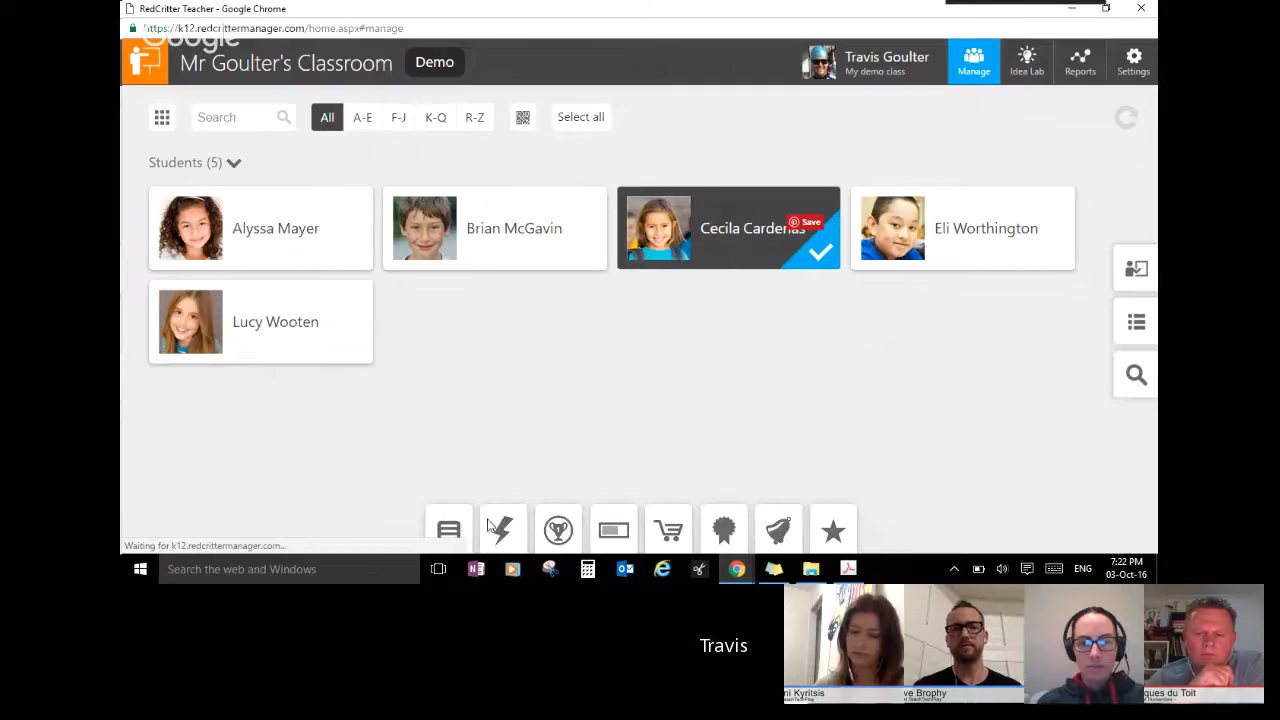 RedCritter Teacher - Google Chrome
https://k12.redcrittermanager.com/home.aspx#manage
Google
Mr Goulter's Classroom
Demo
Travis Goulter
My demo class
Manage
Idea Lab
Reports
Settings
Search
All
A-E
F-J
K-Q
R-Z
Select all
Students (5)
Alyssa Mayer
Brian McGavin
Cecila Cardenas
Save
Eli Worthington
Lucy Wooten
Waiting for k12.redcrittermanager.com...
Search the web and Windows
ENG
7:22 PM
03-Oct-16
Travis
ni Kyritsis
ve Brophy
ques du Toit